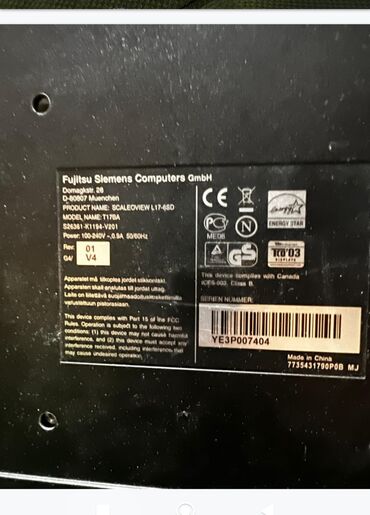 Fujitsu Siemens Computers GmbH
Domagkstr. 28
D-80807 Muenchen
PRODUCT NAME: SCALEOVIEW L17-6SD
MODEL NAME: T17BA
S26361-K1194-V201
Power: 100-240V ~, 0.9A 50/60Hz
Rev: 01
GW V4
Apparatet må tilkoples jordet stikkontakt.
Apparaten skall anslutas till jordat uttag.
Laite on liitettävä suojamaadoituskoskettimilla
varustettuun pistorasiaan.
This device complies with Part 15 of the FCC
Rules. Operation is subject to the following two
conditions: (1) this device may not cause harmful
interference, and (2) this device must accept any
interference received, including interference that
may cause undesired operation.
CE
energy
ENERGY STAR
ME06
N
GS
TCO'03
DISPLAYS
This device complies with Canada
ICES-003, Class B.
SERIEN NUMMER:
YE3P007404
Made in China
7735431790P0B MJ